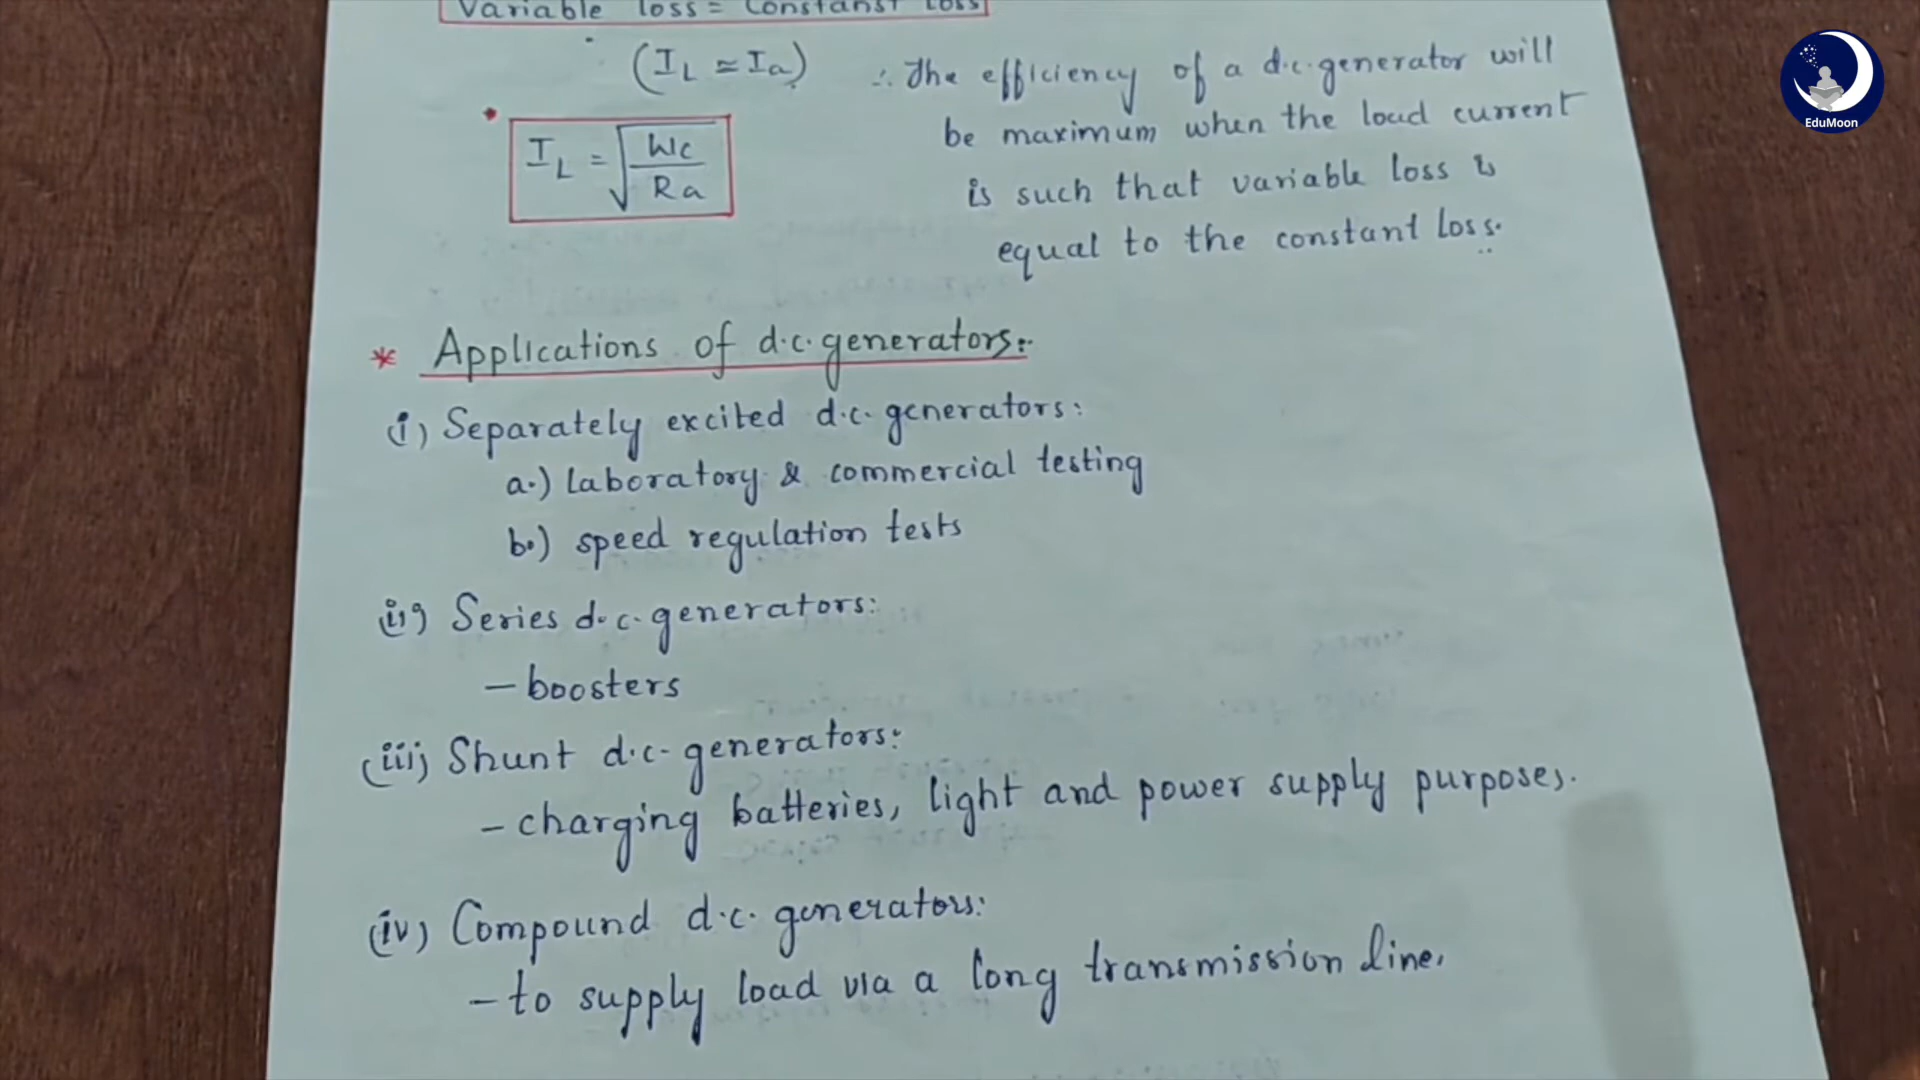 Variable loss = Constanst loss
(IL ≃ Ia)
∴ The efficiency of a d.c. generator will
be maximum when the load current
is such that variable loss is
equal to the constant loss.
IL = √(Wc / Ra)
* Applications of d.c. generators:
(i) Separately excited d.c. generators:
a.) Laboratory & commercial testing
b.) speed regulation tests
(ii) Series d.c. generators:
- boosters
(iii) Shunt d.c. generators:
- charging batteries, light and power supply purposes.
(iv) Compound d.c. generators:
- to supply load via a long transmission line.
EduMoon